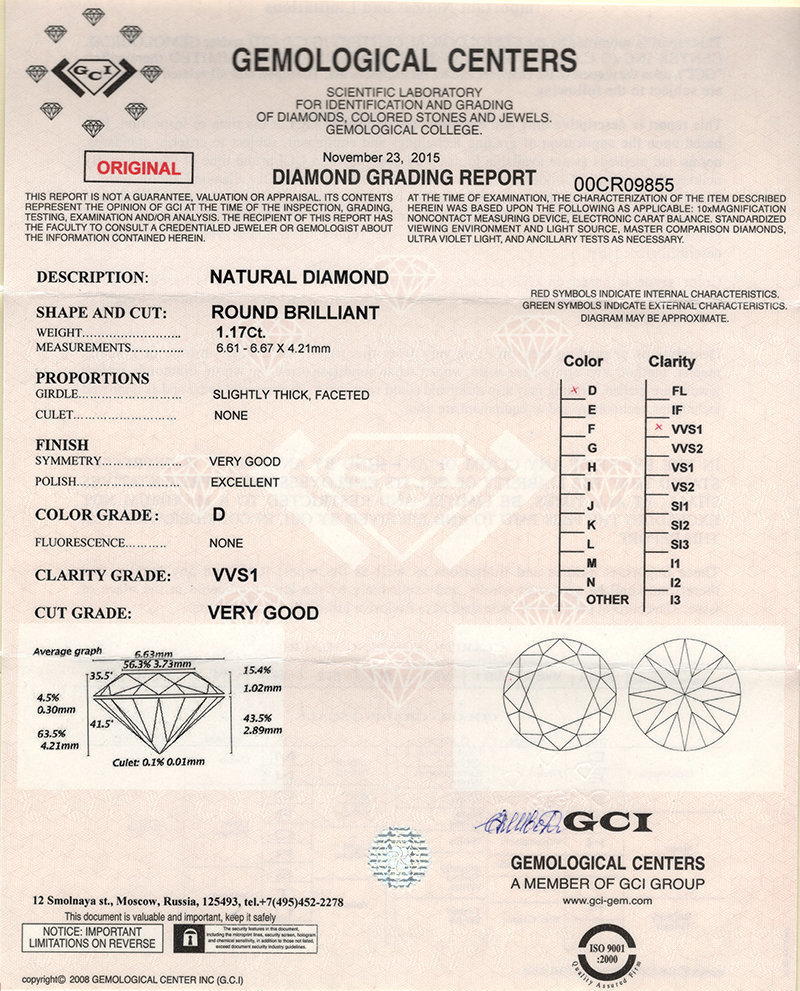 GCI
GEMOLOGICAL CENTERS
SCIENTIFIC LABORATORY
FOR IDENTIFICATION AND GRADING
OF DIAMONDS, COLORED STONES AND JEWELS.
GEMOLOGICAL COLLEGE.
ORIGINAL
November 23, 2015
DIAMOND GRADING REPORT
00CR09855
THIS REPORT IS NOT A GUARANTEE, VALUATION OR APPRAISAL. ITS CONTENTS
REPRESENT THE OPINION OF GCI AT THE TIME OF THE INSPECTION, GRADING,
TESTING, EXAMINATION AND/OR ANALYSIS. THE RECIPIENT OF THIS REPORT HAS
THE FACULTY TO CONSULT A CREDENTIALED JEWELER OR GEMOLOGIST ABOUT
THE INFORMATION CONTAINED HEREIN.
AT THE TIME OF EXAMINATION, THE CHARACTERIZATION OF THE ITEM DESCRIBED
HEREIN WAS BASED UPON THE FOLLOWING AS APPLICABLE: 10xMAGNIFICATION
NONCONTACT MEASURING DEVICE, ELECTRONIC CARAT BALANCE. STANDARDIZED
VIEWING ENVIRONMENT AND LIGHT SOURCE, MASTER COMPARISON DIAMONDS,
ULTRA VIOLET LIGHT, AND ANCILLARY TESTS AS NECESSARY.
DESCRIPTION: NATURAL DIAMOND
SHAPE AND CUT: ROUND BRILLIANT
WEIGHT.......................... 1.17Ct.
MEASUREMENTS............. 6.61 - 6.67 X 4.21mm
PROPORTIONS
GIRDLE.......................... SLIGHTLY THICK, FACETED
CULET.......................... NONE
FINISH
SYMMETRY.................... VERY GOOD
POLISH.......................... EXCELLENT
COLOR GRADE: D
FLUORESCENCE.......... NONE
CLARITY GRADE: VVS1
CUT GRADE: VERY GOOD
RED SYMBOLS INDICATE INTERNAL CHARACTERISTICS.
GREEN SYMBOLS INDICATE EXTERNAL CHARACTERISTICS.
DIAGRAM MAY BE APPROXIMATE.
Color Clarity
x D FL
E IF
F x VVS1
G VVS2
H VS1
I VS2
J SI1
K SI2
L SI3
M I1
N I2
OTHER I3
Average graph
6.63mm
56.3% 3.73mm
35.5°
15.4%
1.02mm
4.5%
0.30mm
41.5°
43.5%
2.89mm
63.5%
4.21mm
Culet: 0.1% 0.01mm
GCI
GEMOLOGICAL CENTERS
A MEMBER OF GCI GROUP
www.gci-gem.com
12 Smolnaya st., Moscow, Russia, 125493, tel.+7(495)452-2278
This document is valuable and important, keep it safely
NOTICE: IMPORTANT
LIMITATIONS ON REVERSE
The security features in this document,
including the microprint lines, security screen, hologram
and chemical sensitivity, in addition to those not listed,
exceed document security industry guidelines.
ISO 9001
:2000
Quality Assured Firm
copyright© 2008 GEMOLOGICAL CENTER INC (G.C.I)